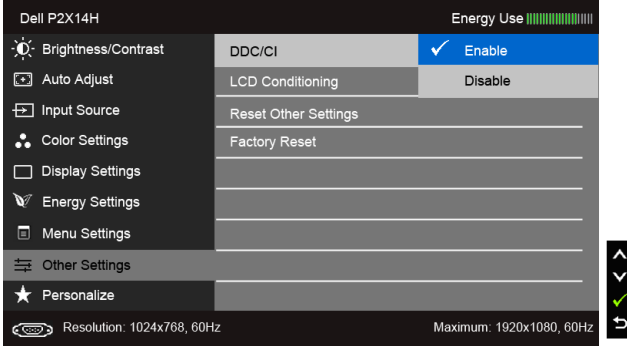 Dell P2X14H
Energy Use
Brightness/Contrast
Auto Adjust
Input Source
Color Settings
Display Settings
Energy Settings
Menu Settings
Other Settings
Personalize
DDC/CI
LCD Conditioning
Reset Other Settings
Factory Reset
Enable
Disable
Resolution: 1024x768, 60Hz
Maximum: 1920x1080, 60Hz